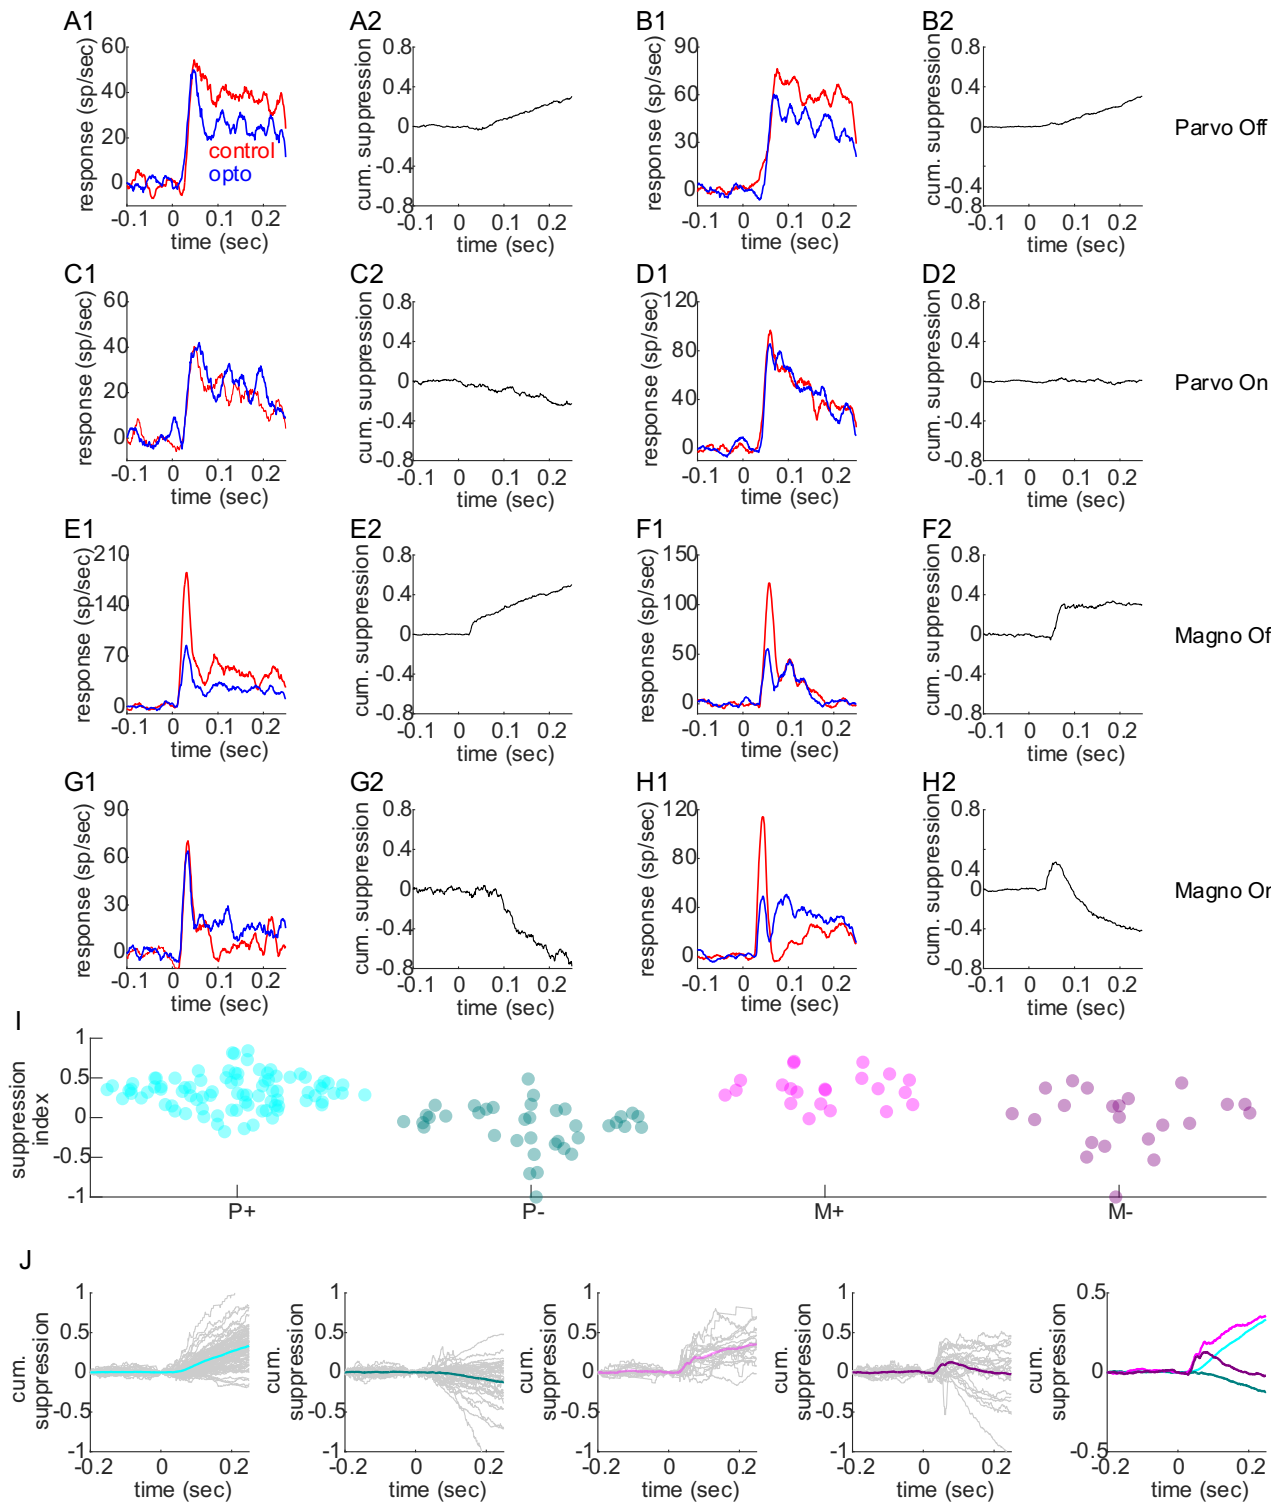 A1 A2 B1 B2
response (sp/sec) 60 40 20 0 control opto -0.1 0 0.1 0.2 time (sec)
cum. suppression 0.8 0.4 0 -0.4 -0.8 -0.1 0 0.1 0.2 time (sec)
response (sp/sec) 90 60 30 0 -0.1 0 0.1 0.2 time (sec)
cum. suppression 0.8 0.4 0 -0.4 -0.8 -0.1 0 0.1 0.2 time (sec)
Parvo Off
C1 C2 D1 D2
response (sp/sec) 60 40 20 0 -0.1 0 0.1 0.2 time (sec)
cum. suppression 0.8 0.4 0 -0.4 -0.8 -0.1 0 0.1 0.2 time (sec)
response (sp/sec) 120 80 40 0 -0.1 0 0.1 0.2 time (sec)
cum. suppression 0.8 0.4 0 -0.4 -0.8 -0.1 0 0.1 0.2 time (sec)
Parvo On
E1 E2 F1 F2
response (sp/sec) 210 140 70 0 -0.1 0 0.1 0.2 time (sec)
cum. suppression 0.8 0.4 0 -0.4 -0.8 -0.1 0 0.1 0.2 time (sec)
response (sp/sec) 150 100 50 0 -0.1 0 0.1 0.2 time (sec)
cum. suppression 0.8 0.4 0 -0.4 -0.8 -0.1 0 0.1 0.2 time (sec)
Magno Of
G1 G2 H1 H2
response (sp/sec) 90 60 30 0 -0.1 0 0.1 0.2 time (sec)
cum. suppression 0.8 0.4 0 -0.4 -0.8 -0.1 0 0.1 0.2 time (sec)
response (sp/sec) 120 80 40 0 -0.1 0 0.1 0.2 time (sec)
cum. suppression 0.8 0.4 0 -0.4 -0.8 -0.1 0 0.1 0.2 time (sec)
Magno
I
suppression index
1 0.5 0 -0.5 -1
P+ P- M+ M-
J
cum. suppression 1 0.5 0 -0.5 -1 -0.2 0 0.2 time (sec)
cum. suppression 1 0.5 0 -0.5 -1 -0.2 0 0.2 time (sec)
cum. suppression 1 0.5 0 -0.5 -1 -0.2 0 0.2 time (sec)
cum. suppression 1 0.5 0 -0.5 -1 -0.2 0 0.2 time (sec)
cum. suppression 0.5 0 -0.5 -0.2 0 0.2 time (sec)